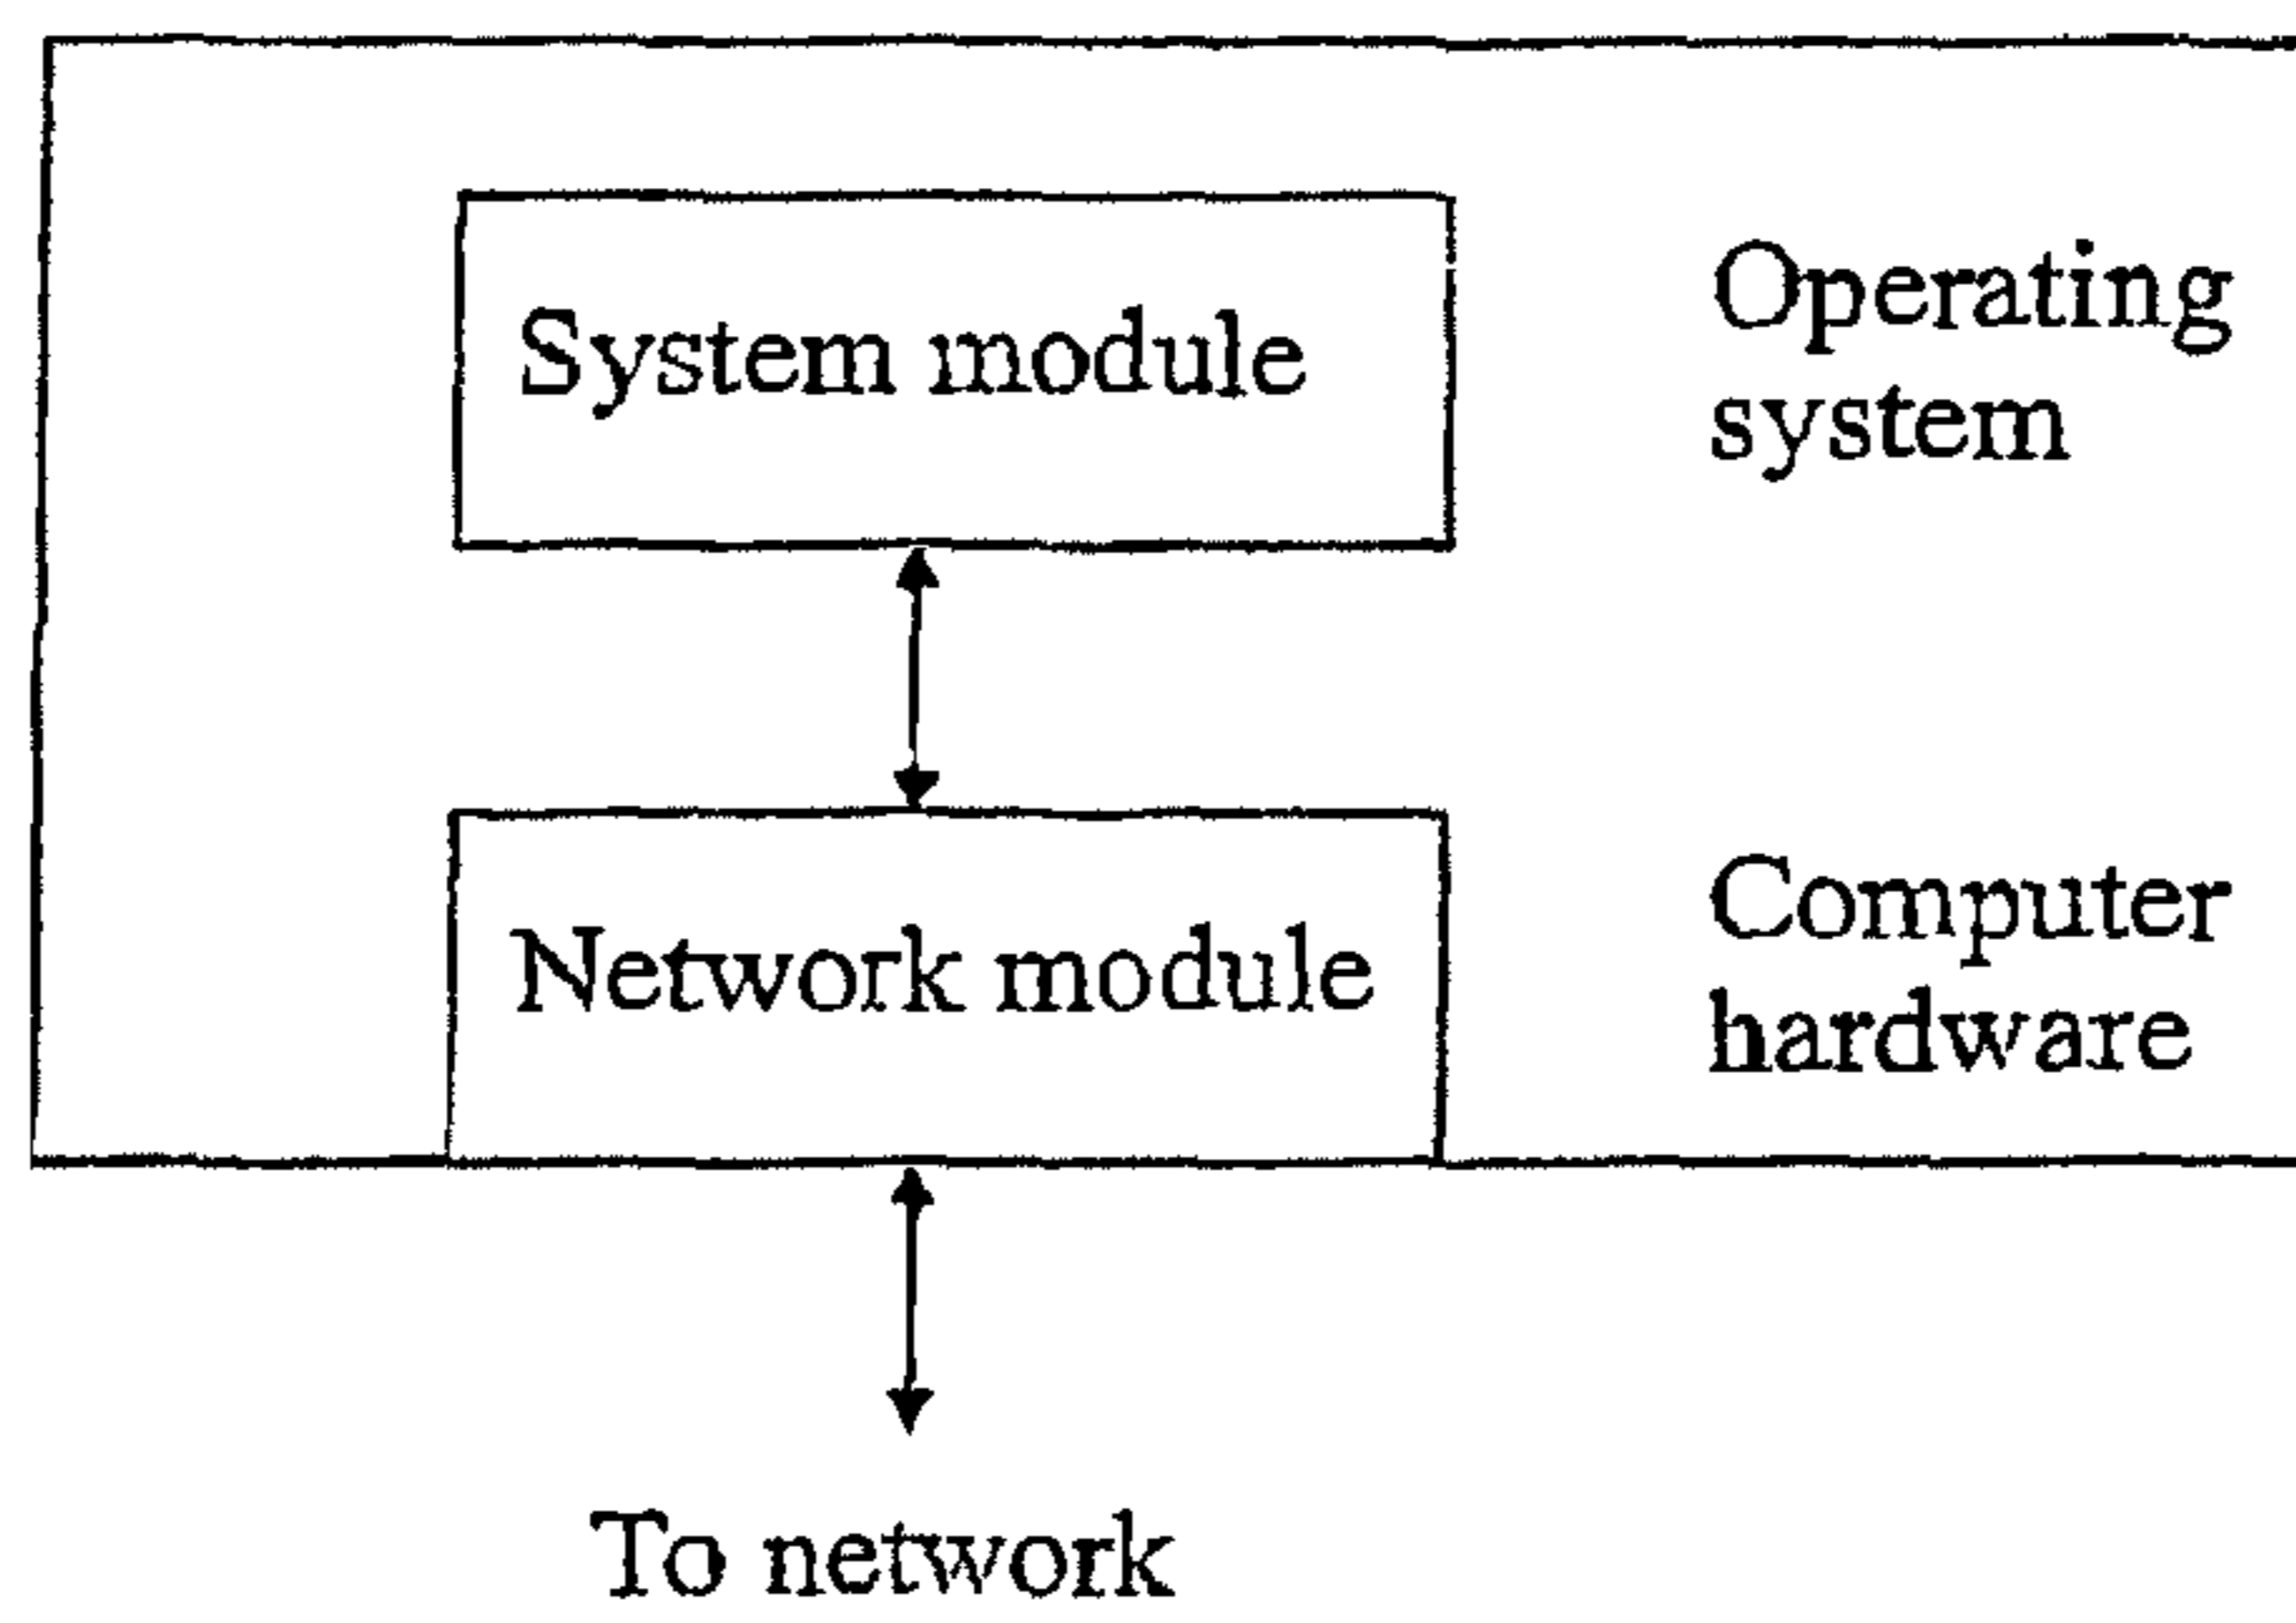 System module
Operating
system
Network module
Computer
hardware
To network